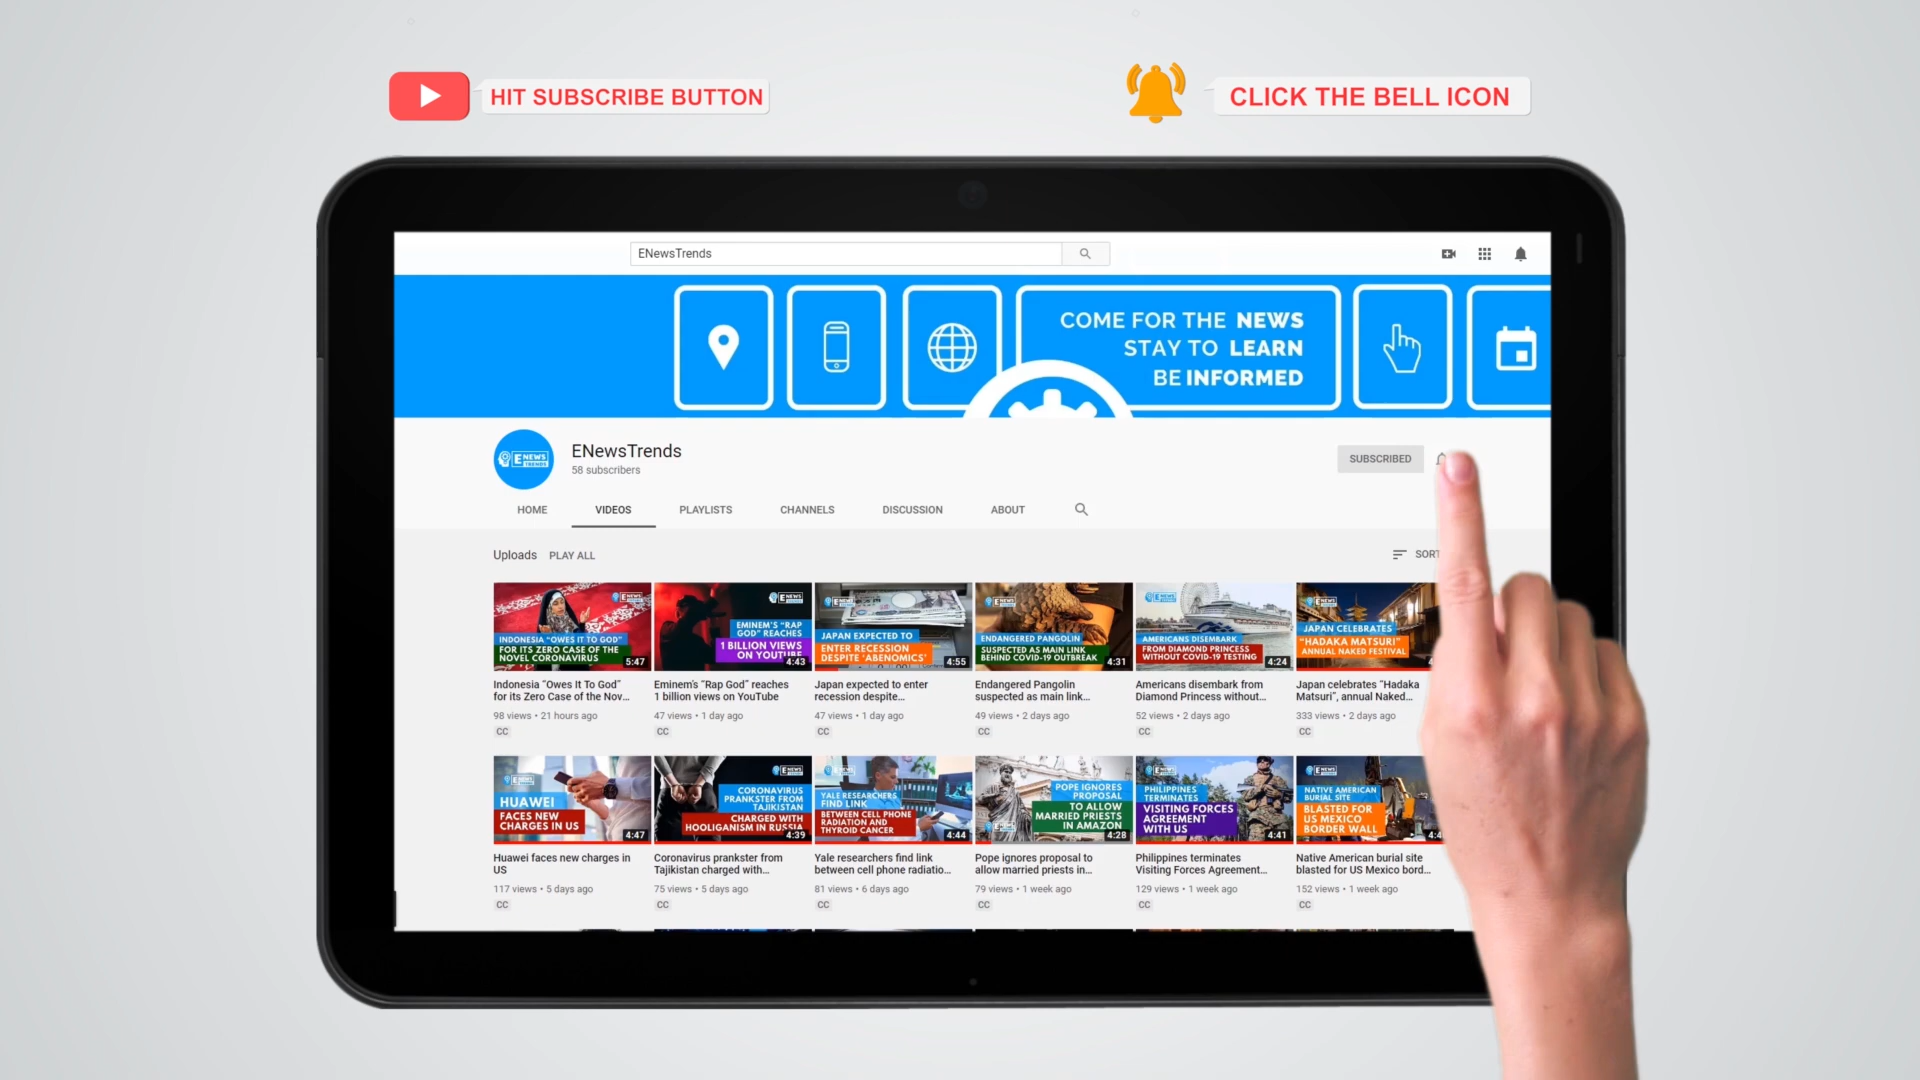 HIT SUBSCRIBE BUTTON
CLICK THE BELL ICON
ENewsTrends
COME FOR THE NEWS
STAY TO LEARN
BE INFORMED
E NEWS
TRENDS
ENewsTrends
58 subscribers
SUBSCRIBED
HOME
VIDEOS
PLAYLISTS
CHANNELS
DISCUSSION
ABOUT
Uploads
PLAY ALL
SORT
INDONESIA "OWES IT TO GOD"
FOR ITS ZERO CASE OF THE
NOVEL CORONAVIRUS
5:47
EMINEM'S "RAP
GOD" REACHES
1 BILLION VIEWS
ON YOUTUBE
4:43
JAPAN EXPECTED TO
ENTER RECESSION
DESPITE 'ABENOMICS'
4:55
ENDANGERED PANGOLIN
SUSPECTED AS MAIN LINK
BEHIND COVID-19 OUTBREAK
4:31
AMERICANS DISEMBARK
FROM DIAMOND PRINCESS
WITHOUT COVID-19 TESTING
4:24
JAPAN CELEBRATES
"HADAKA MATSURI"
ANNUAL NAKED FESTIVAL
Indonesia "Owes It To God"
for its Zero Case of the Nov...
98 views • 21 hours ago
CC
Eminem's "Rap God" reaches
1 billion views on YouTube
47 views • 1 day ago
CC
Japan expected to enter
recession despite...
47 views • 1 day ago
CC
Endangered Pangolin
suspected as main link...
49 views • 2 days ago
CC
Americans disembark from
Diamond Princess without...
52 views • 2 days ago
CC
Japan celebrates "Hadaka
Matsuri", annual Naked...
333 views • 2 days ago
CC
HUAWEI
FACES NEW
CHARGES IN US
4:47
CORONAVIRUS
PRANKSTER FROM
TAJIKISTAN
CHARGED WITH
HOOLIGANISM IN RUSSIA
4:39
YALE RESEARCHERS
FIND LINK
BETWEEN CELL PHONE
RADIATION AND
THYROID CANCER
4:44
POPE IGNORES
PROPOSAL
TO ALLOW
MARRIED PRIESTS
IN AMAZON
4:28
PHILIPPINES
TERMINATES
VISITING FORCES
AGREEMENT
WITH US
4:41
NATIVE AMERICAN
BURIAL SITE
BLASTED FOR
US MEXICO
BORDER WALL
Huawei faces new charges in
US
117 views • 5 days ago
CC
Coronavirus prankster from
Tajikistan charged with...
75 views • 5 days ago
CC
Yale researchers find link
between cell phone radiatio...
81 views • 6 days ago
CC
Pope ignores proposal to
allow married priests in...
79 views • 1 week ago
CC
Philippines terminates
Visiting Forces Agreement...
129 views • 1 week ago
CC
Native American burial site
blasted for US Mexico bord...
152 views • 1 week ago
CC